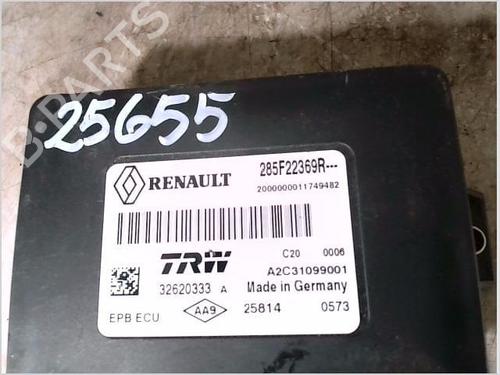 B-PARTS
25655
RENAULT 285F22369R---
2000000011749482
C20 0006
TRW A2C31099001
32620333 A Made in Germany
EPB ECU AA9 25814 0573